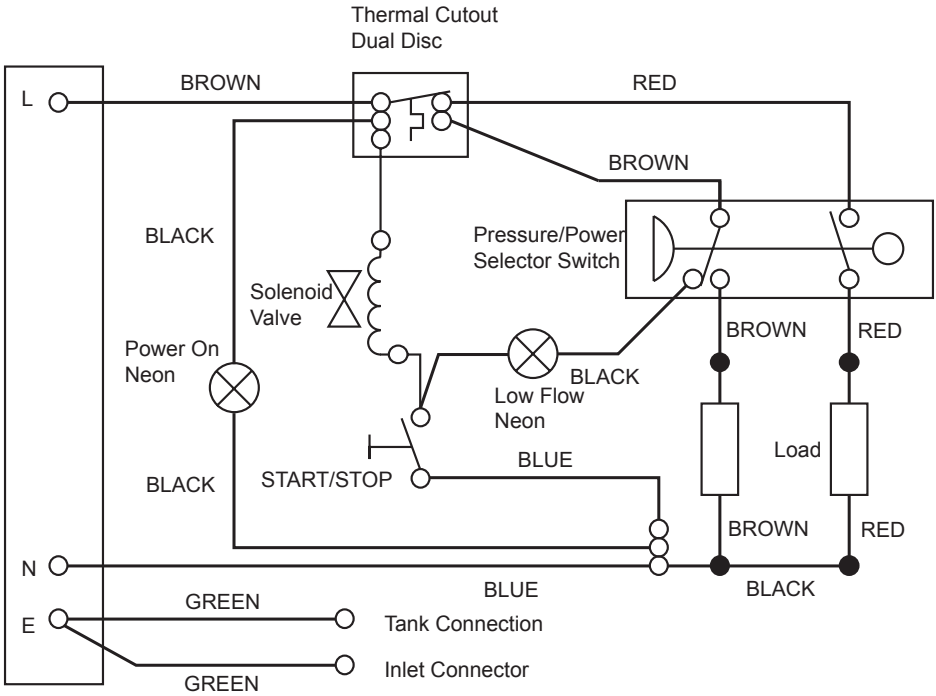 Thermal Cutout
Dual Disc
L
BROWN
RED
BROWN
BLACK
Pressure/Power
Selector Switch
Solenoid
Valve
BROWN
RED
Power On
Neon
BLACK
Low Flow
Neon
Load
BLUE
START/STOP
BLACK
BROWN
RED
N
BLUE
BLACK
GREEN
E
Tank Connection
Inlet Connector
GREEN